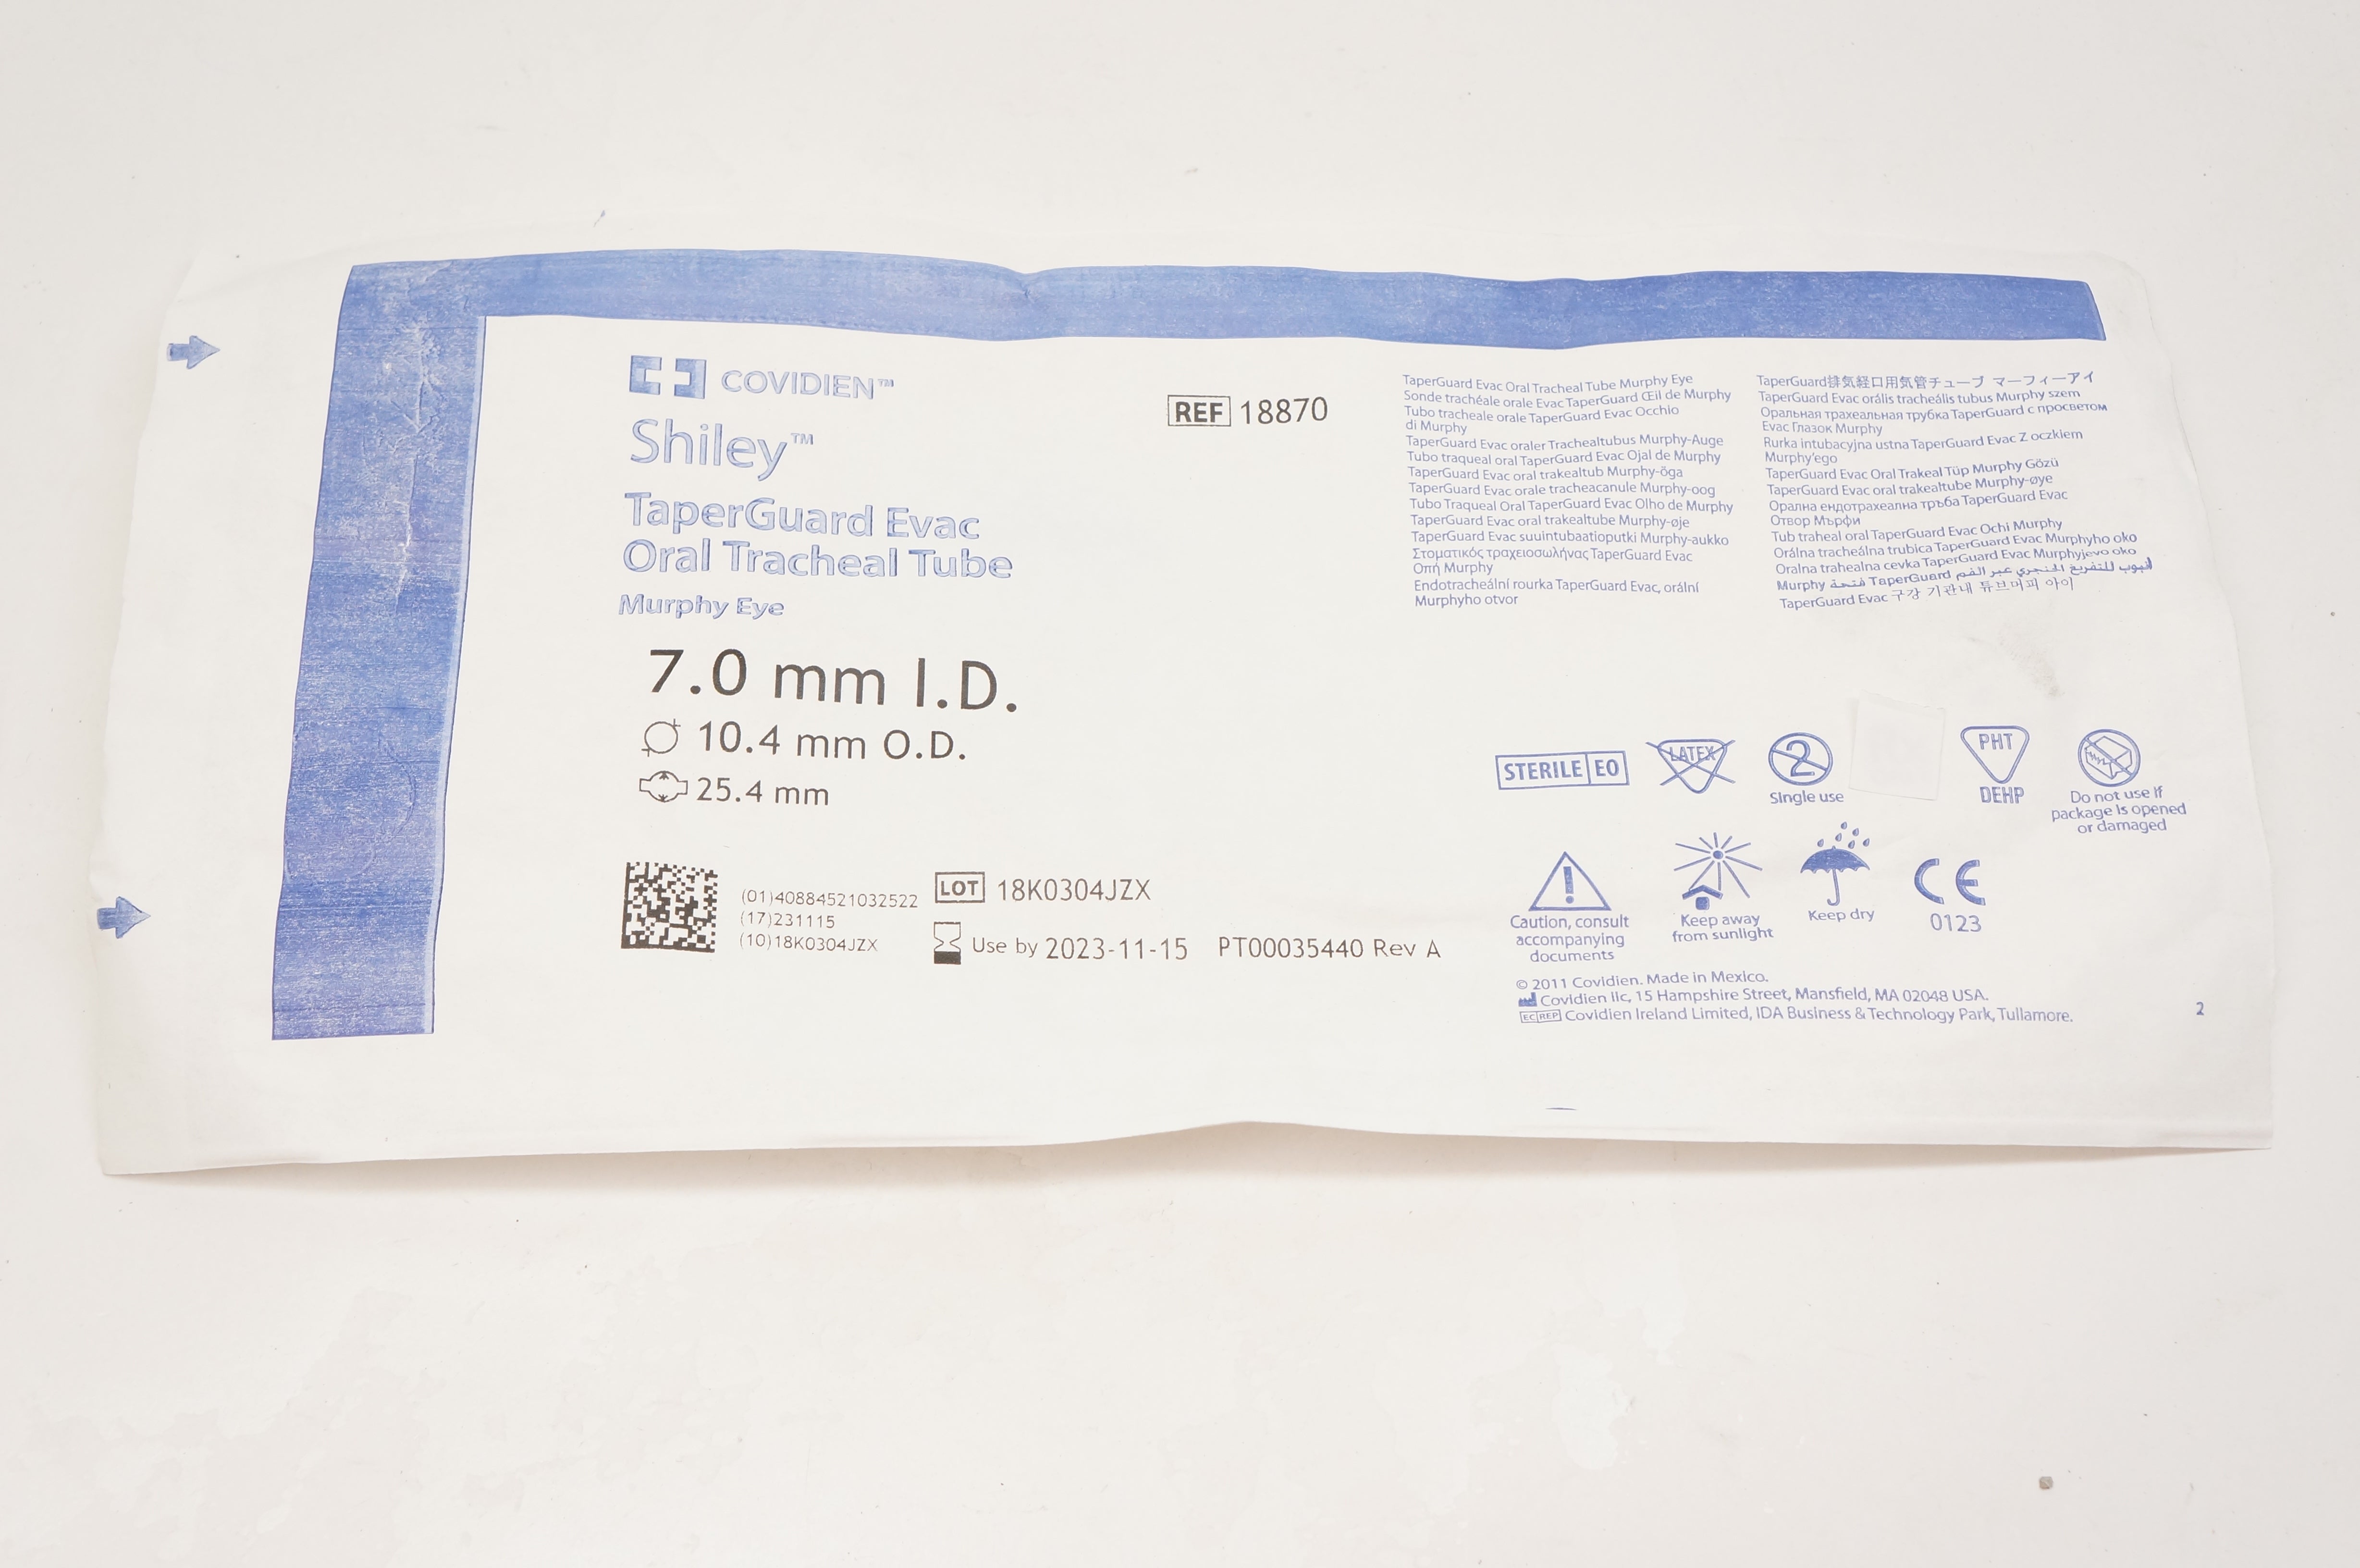 COVIDIEN™
Shiley™
TaperGuard Evac
Oral Tracheal Tube
Murphy Eye
7.0 mm I.D.
10.4 mm O.D.
25.4 mm
(01)40884521032522
(17)231115
(10)18K0304JZX
LOT 18K0304JZX
Use by 2023-11-15 PT00035440 Rev A
REF 18870
TaperGuard Evac Oral Tracheal Tube Murphy Eye
Sonde trachéale orale Evac TaperGuard Œil de Murphy
Tubo tracheale orale TaperGuard Evac Occhio
di Murphy
TaperGuard Evac oraler Trachealtubus Murphy-Auge
Tubo traqueal oral TaperGuard Evac Ojal de Murphy
TaperGuard Evac oral trakealtub Murphy-öga
TaperGuard Evac orale tracheacanule Murphy-oog
Tubo Traqueal Oral TaperGuard Evac Olho de Murphy
TaperGuard Evac oral trakealtube Murphy-øje
TaperGuard Evac suuintubaatioputki Murphy-aukko
Στοματικός τραχειοσωλήνας TaperGuard Evac
Οπή Murphy
Endotracheální rourka TaperGuard Evac, orální
Murphyho otvor
TaperGuard排気経口用気管チューブ マーフィーアイ
TaperGuard Evac orális tracheális tubus Murphy szem
Оральная трахеальная трубка TaperGuard с просветом
Evac Глазок Murphy
Rurka intubacyjna ustna TaperGuard Evac Z oczkiem
Murphy'ego
TaperGuard Evac Oral Trakeal Tüp Murphy Gözü
TaperGuard Evac oral trakealtube Murphy-øye
Орална ендотрахеална тръба TaperGuard Evac
Отвор Мърфи
Tub traheal oral TaperGuard Evac Ochi Murphy
Orálna tracheálna trubica TaperGuard Evac Murphyho oko
Oralna trahealna cevka TaperGuard Evac Murphyjevo oko
أنبوب للتفريغ الحنجري عبر الفم TaperGuard فتحة Murphy
TaperGuard Evac 구강 기관내 튜브머피 아이
STERILE EO
LATEX
2
Single use
PHT
DEHP
Do not use if
package is opened
or damaged
Caution, consult
accompanying
documents
Keep away
from sunlight
Keep dry
CE
0123
© 2011 Covidien. Made in Mexico.
Covidien llc, 15 Hampshire Street, Mansfield, MA 02048 USA.
EC REP Covidien Ireland Limited, IDA Business & Technology Park, Tullamore.
2